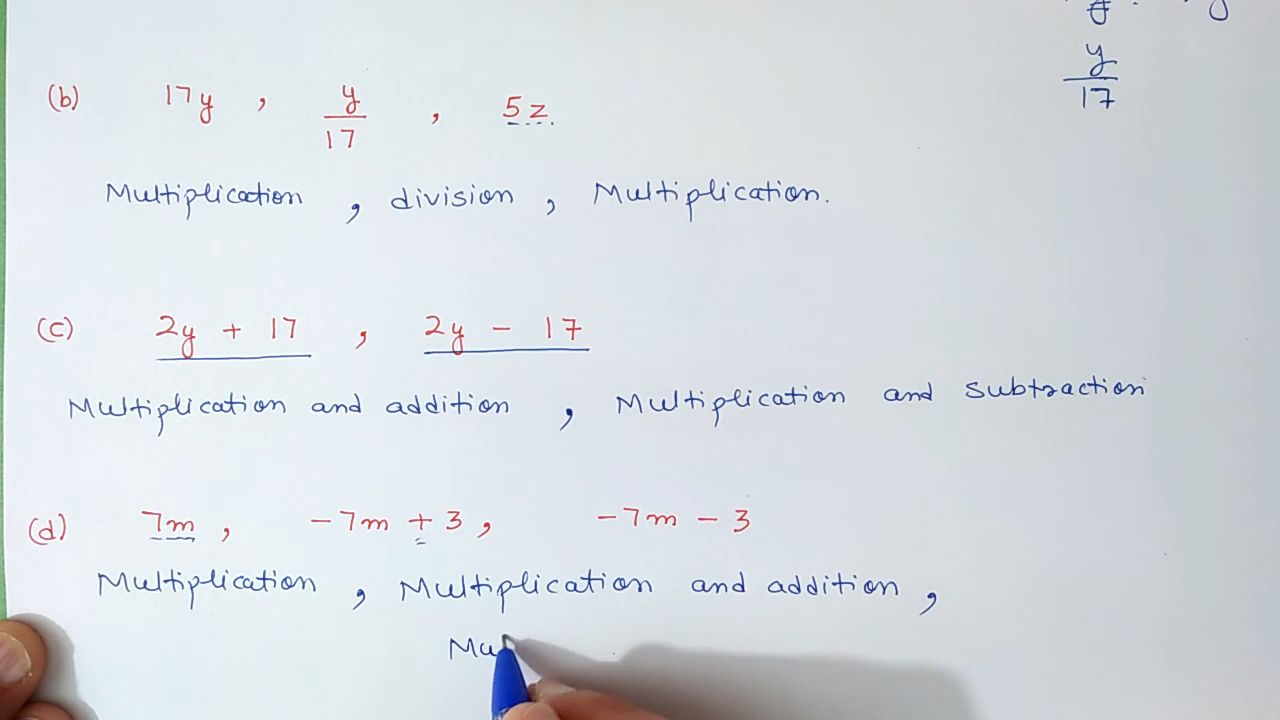 y
17
(b) 17y , y/17 , 5z
Multiplication , division , Multiplication.
(c) 2y + 17 , 2y - 17
Multiplication and addition , Multiplication and subtraction
(d) 7m , -7m + 3 , -7m - 3
Multiplication , Multiplication and addition ,
Mu